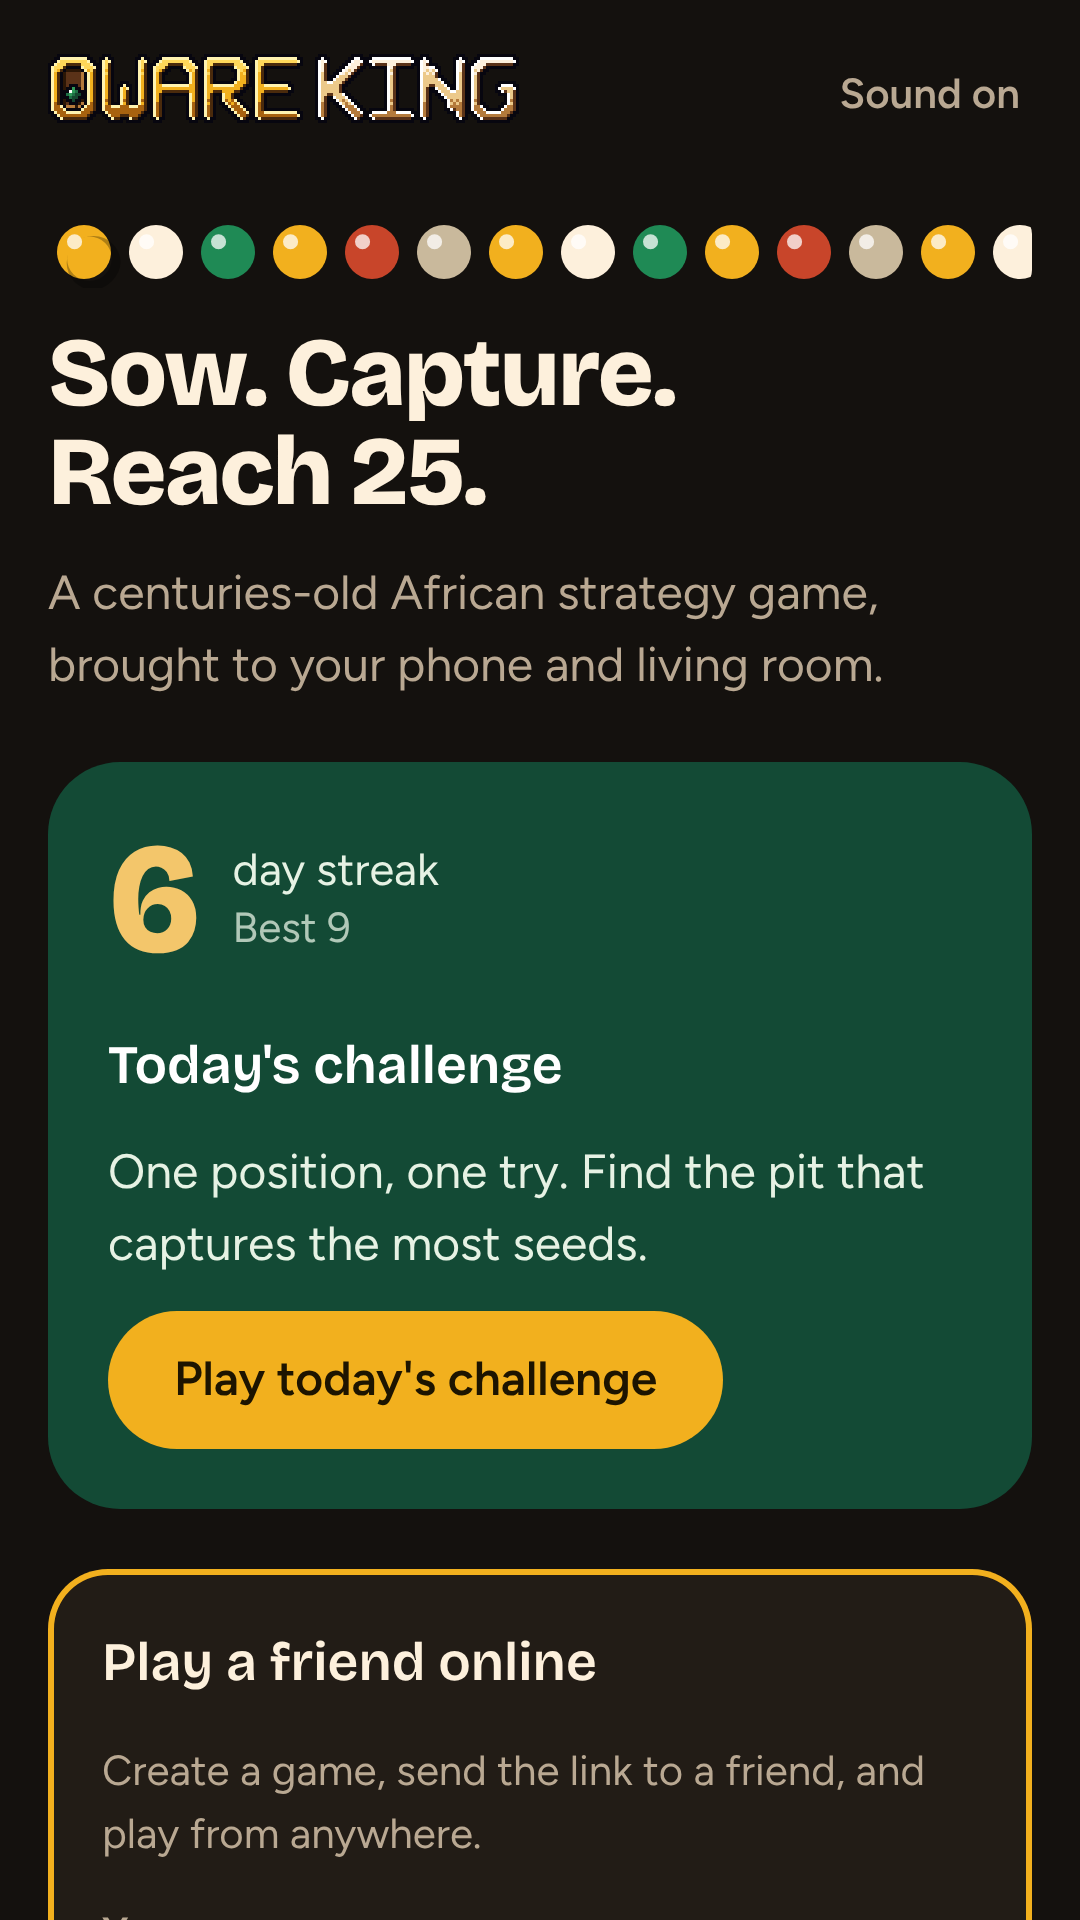 OWARE KING
Sound on
Sow. Capture.
Reach 25.
A centuries-old African strategy game,
brought to your phone and living room.
6
day streak
Best 9
Today's challenge
One position, one try. Find the pit that
captures the most seeds.
Play today's challenge
Play a friend online
Create a game, send the link to a friend, and
play from anywhere.